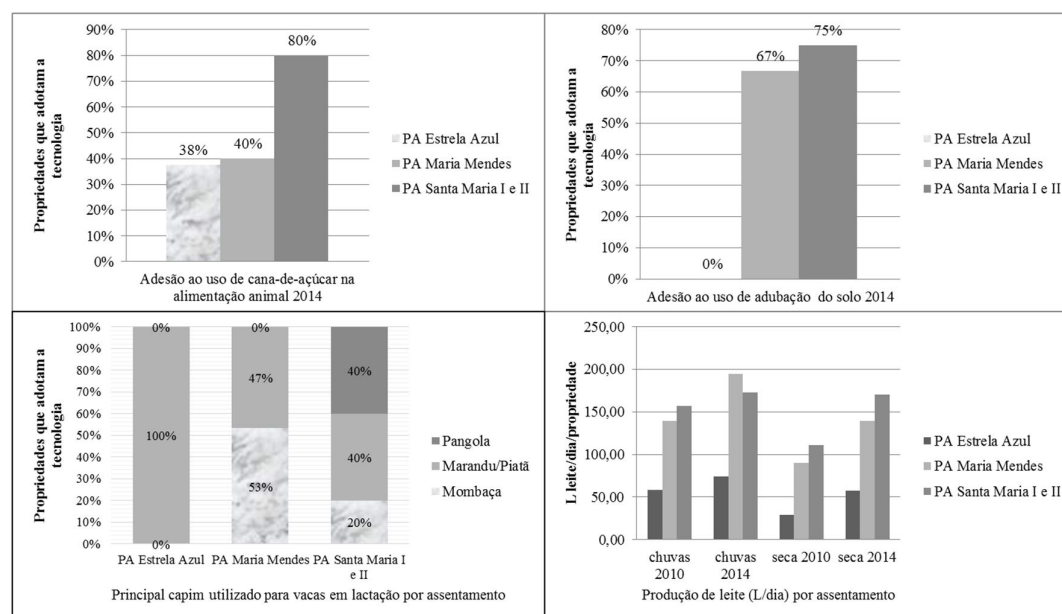 Propriedades que adotam a
tecnologia
90%
80%
70%
60%
50%
40%
30%
20%
10%
0%
38%
40%
80%
PA Estrela Azul
PA Maria Mendes
PA Santa Maria I e II
Adesão ao uso de cana-de-açúcar na
alimentação animal 2014
Propriedades que adotam a
tecnologia
80%
70%
60%
50%
40%
30%
20%
10%
0%
0%
67%
75%
PA Estrela Azul
PA Maria Mendes
PA Santa Maria I e II
Adesão ao uso de adubação do solo 2014
Propriedades que adotam a
tecnologia
100%
90%
80%
70%
60%
50%
40%
30%
20%
10%
0%
0%
100%
0%
0%
47%
53%
40%
40%
20%
PA Estrela Azul
PA Maria Mendes
PA Santa Maria I
e II
Pangola
Marandu/Piatã
Mombaça
Principal capim utilizado para vacas em lactação por assentamento
L leite/dia/propriedade
250,00
200,00
150,00
100,00
50,00
0,00
chuvas
2010
chuvas
2014
seca 2010
seca 2014
PA Estrela Azul
PA Maria Mendes
PA Santa Maria I e II
Produção de leite (L/dia) por assentamento